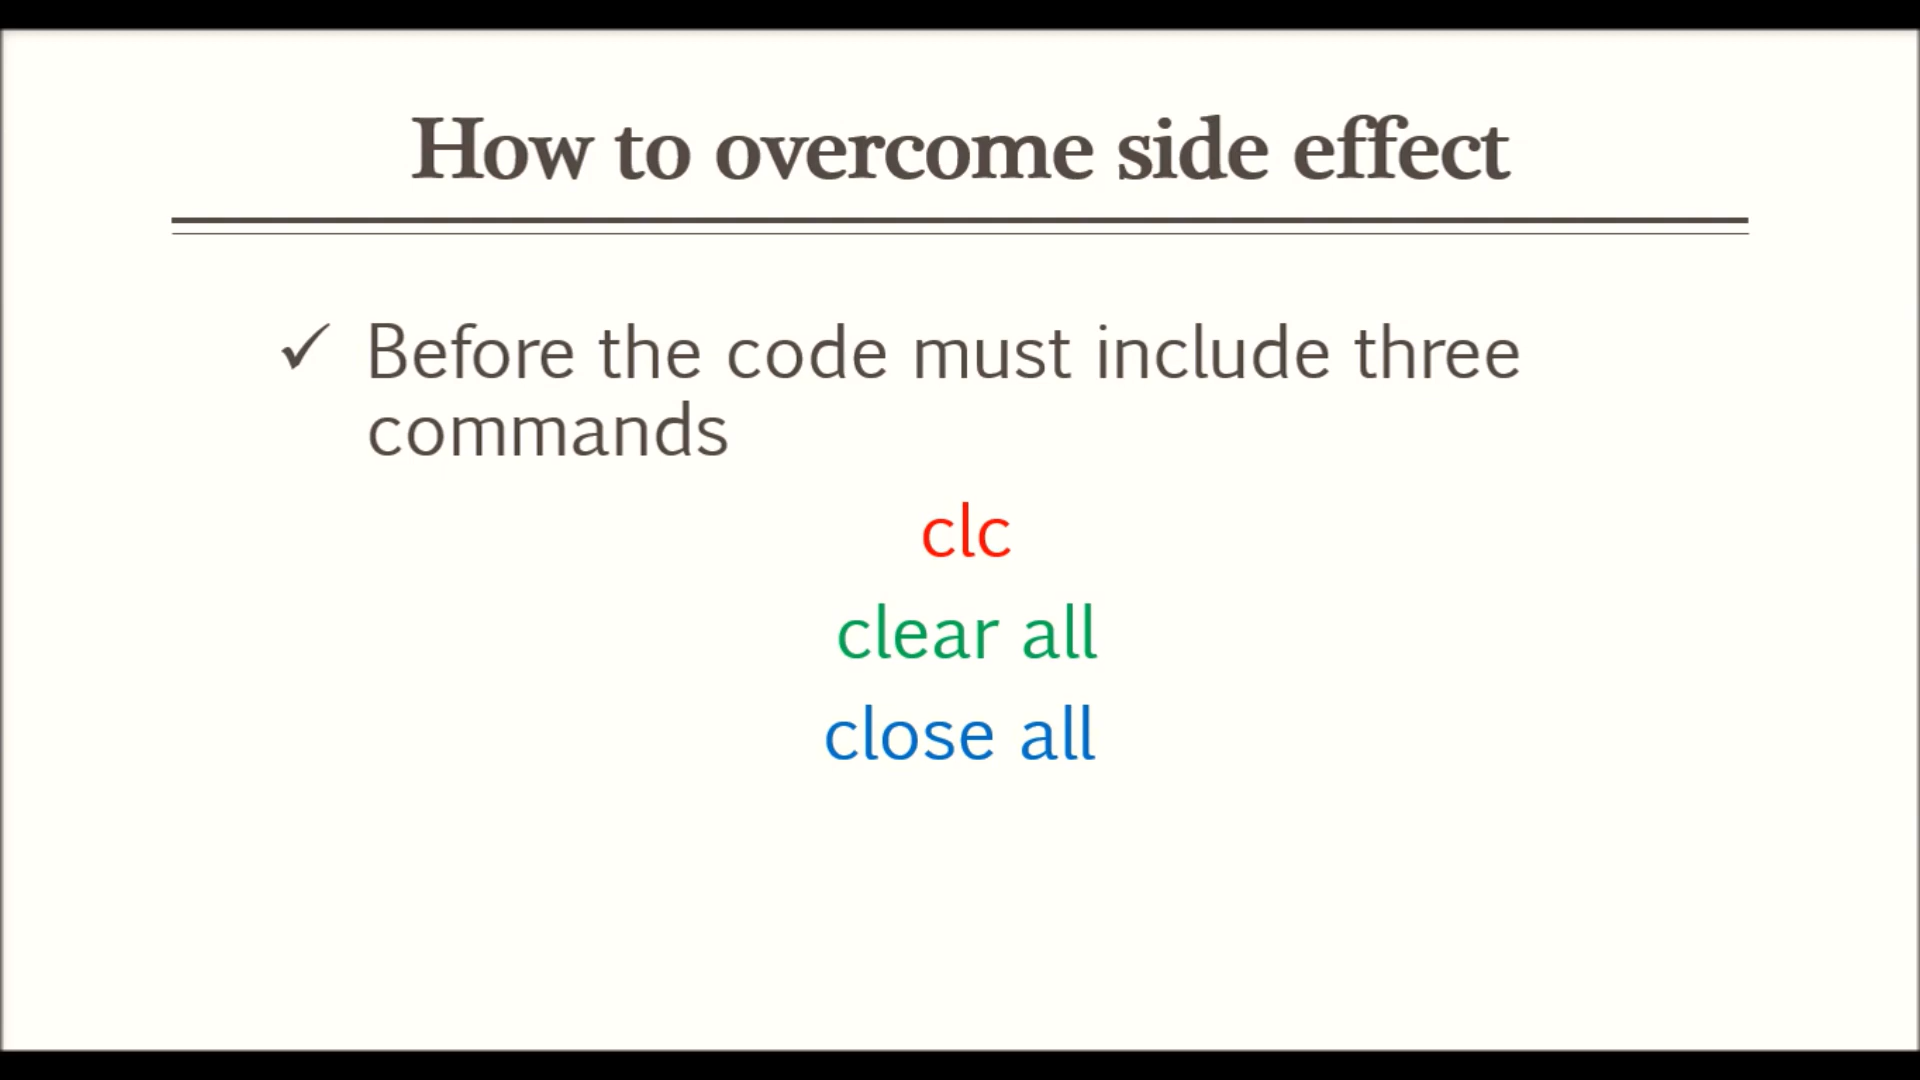 How to overcome side effect
✓ Before the code must include three
commands
clc
clear all
close all